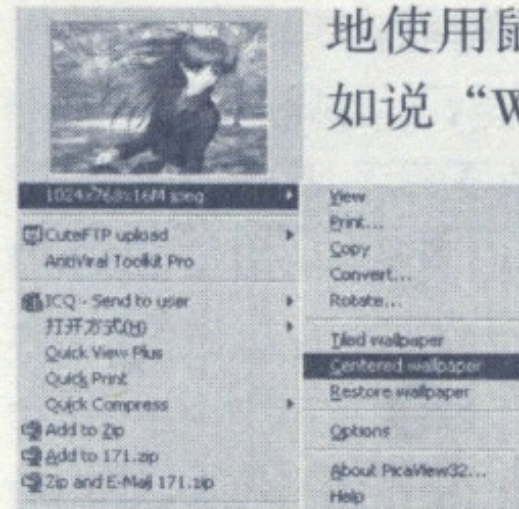 地使用鼠
如说“W
1024x768x16M jpeg
CuteFTP upload
AntiViral Toolkit Pro
ICQ - Send to user
打开方式(H)
Quick View Plus
Quick Print
Quick Compress
Add to Zip
Add to 171.zip
Zip and E-Mail 171.zip
View
Print...
Copy
Convert...
Rotate...
Tiled wallpaper
Centered wallpaper
Restore wallpaper
Options
About PicaView32...
Help